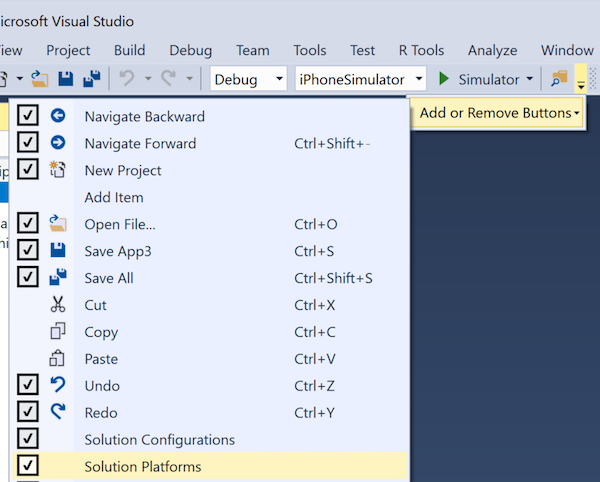 icrosoft Visual Studio
iew Project Build Debug Team Tools Test R Tools Analyze Window
Debug iPhoneSimulator Simulator
Add or Remove Buttons
Navigate Backward
Navigate Forward Ctrl+Shift+-
New Project
Add Item
Open File... Ctrl+O
Save App3 Ctrl+S
Save All Ctrl+Shift+S
Cut Ctrl+X
Copy Ctrl+C
Paste Ctrl+V
Undo Ctrl+Z
Redo Ctrl+Y
Solution Configurations
Solution Platforms